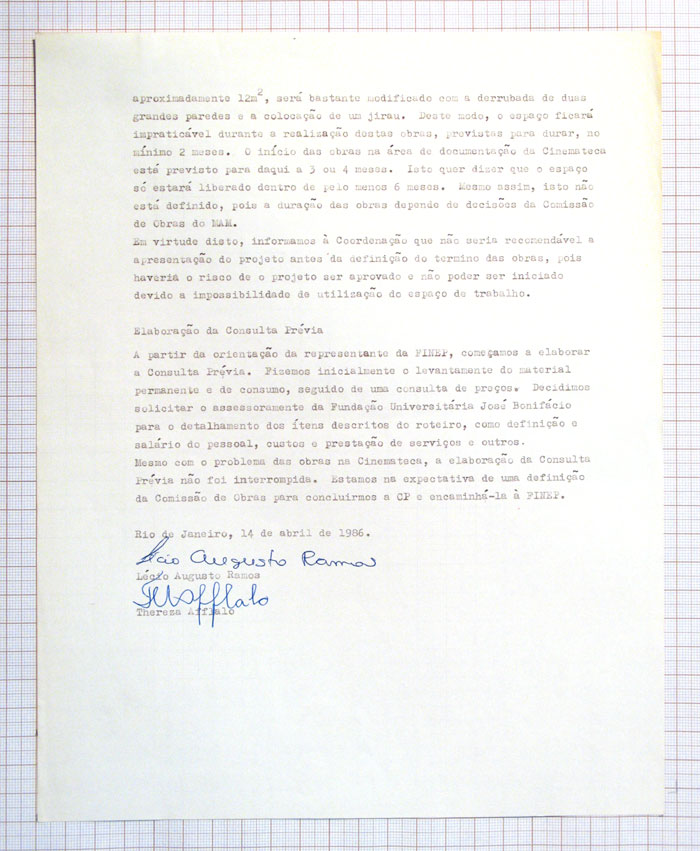 aproximadamente 12m², será bastante modificado com a derrubada de duas
grandes paredes e a colocação de um jirau. Deste modo, o espaço ficará
impraticável durante a realização destas obras, previstas para durar, no
mínimo 2 meses. O início das obras na área de documentação da Cinemateca
está previsto para daqui a 3 ou 4 meses. Isto quer dizer que o espaço
só estará liberado dentro de pelo menos 6 meses. Mesmo assim, isto não
está definido, pois a duração das obras depende de decisões da Comissão
de Obras do MAM.
Em virtude disto, informamos à Coordenação que não seria recomendável a
apresentação do projeto antes da definição do termino das obras, pois
haveria o risco de o projeto ser aprovado e não poder ser iniciado
devido a impossibilidade de utilização do espaço de trabalho.
Elaboração da Consulta Prévia
A partir da orientação da representante da FINEP, começamos a elaborar
a Consulta Prévia. Fizemos inicialmente o levantamento do material
permanente e de consumo, seguido de uma consulta de preços. Decidimos
solicitar o assessoramente da Fundação Universitária José Bonifácio
para o detalhamento dos ítens descritos do roteiro, como definição e
salário do pessoal, custos e prestação de serviços e outros.
Mesmo com o problema das obras na Cinemateca, a elaboração da Consulta
Prévia não foi interrompida. Estamos na expectativa de uma definição
da Comissão de Obras para concluirmos a CP e encaminhá-la à FINEP.
Rio de Janeiro, 14 de abril de 1986.
Lécio Augusto Ramos
Lécio Augusto Ramos
Afflalo
Thereza Afflalo